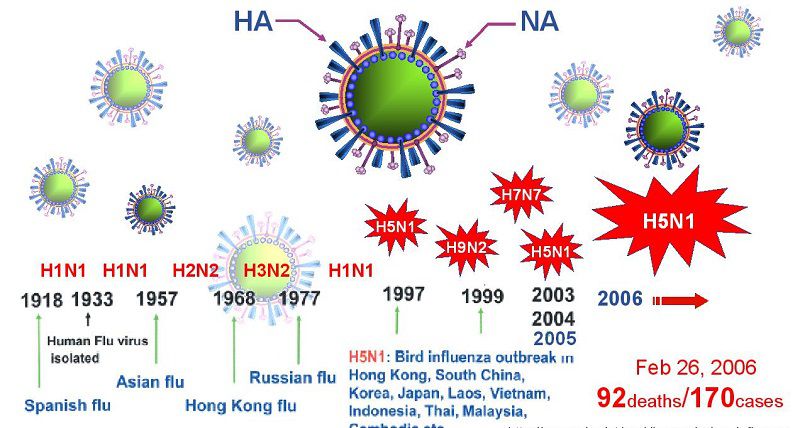 HA
NA
H7N7
H5N1
H9N2
H5N1
H5N1
H1N1 H1N1 H2N2 H3N2 H1N1
1918 1933 1957 1968 1977 1997 1999 2003 2006
2004
2005
Human Flu virus
isolated
Spanish flu
Asian flu
Hong Kong flu
Russian flu
H5N1: Bird influenza outbreak in
Hong Kong, South China,
Korea, Japan, Laos, Vietnam,
Indonesia, Thai, Malaysia,
Feb 26, 2006
92deaths/170cases